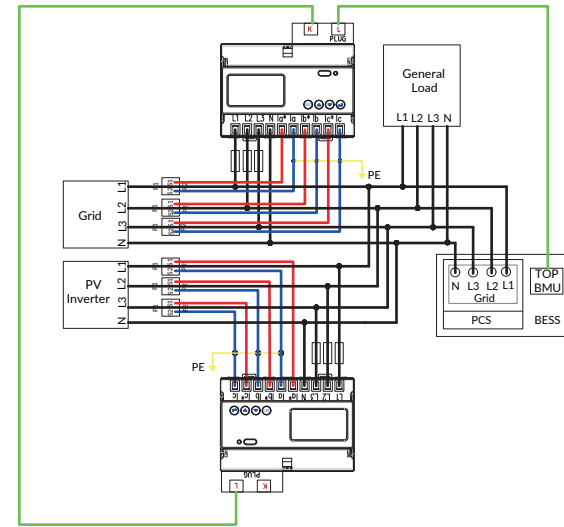 K L
PLUG
L1 L2 L3 N Ia* Ia Ib* Ib Ic* Ic
General
Load
L1 L2 L3 N
PE
Grid
L1
L2
L3
N
PV
Inverter
L1
L2
L3
N
N L3 L2 L1
Grid
PCS
TOP
BMU
BESS
PE
Ic Ic* Ib Ib* Ia Ia* N L3 L2 L1
PLUG
L K